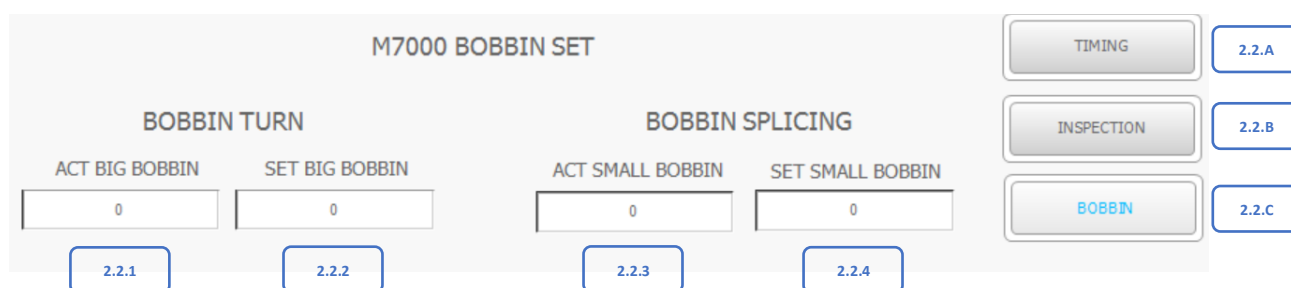 M7000 BOBBIN SET
TIMING
2.2.A
BOBBIN TURN
BOBBIN SPLICING
INSPECTION
2.2.B
ACT BIG BOBBIN
SET BIG BOBBIN
ACT SMALL BOBBIN
SET SMALL BOBBIN
0
0
0
0
BOBBIN
2.2.C
2.2.1
2.2.2
2.2.3
2.2.4